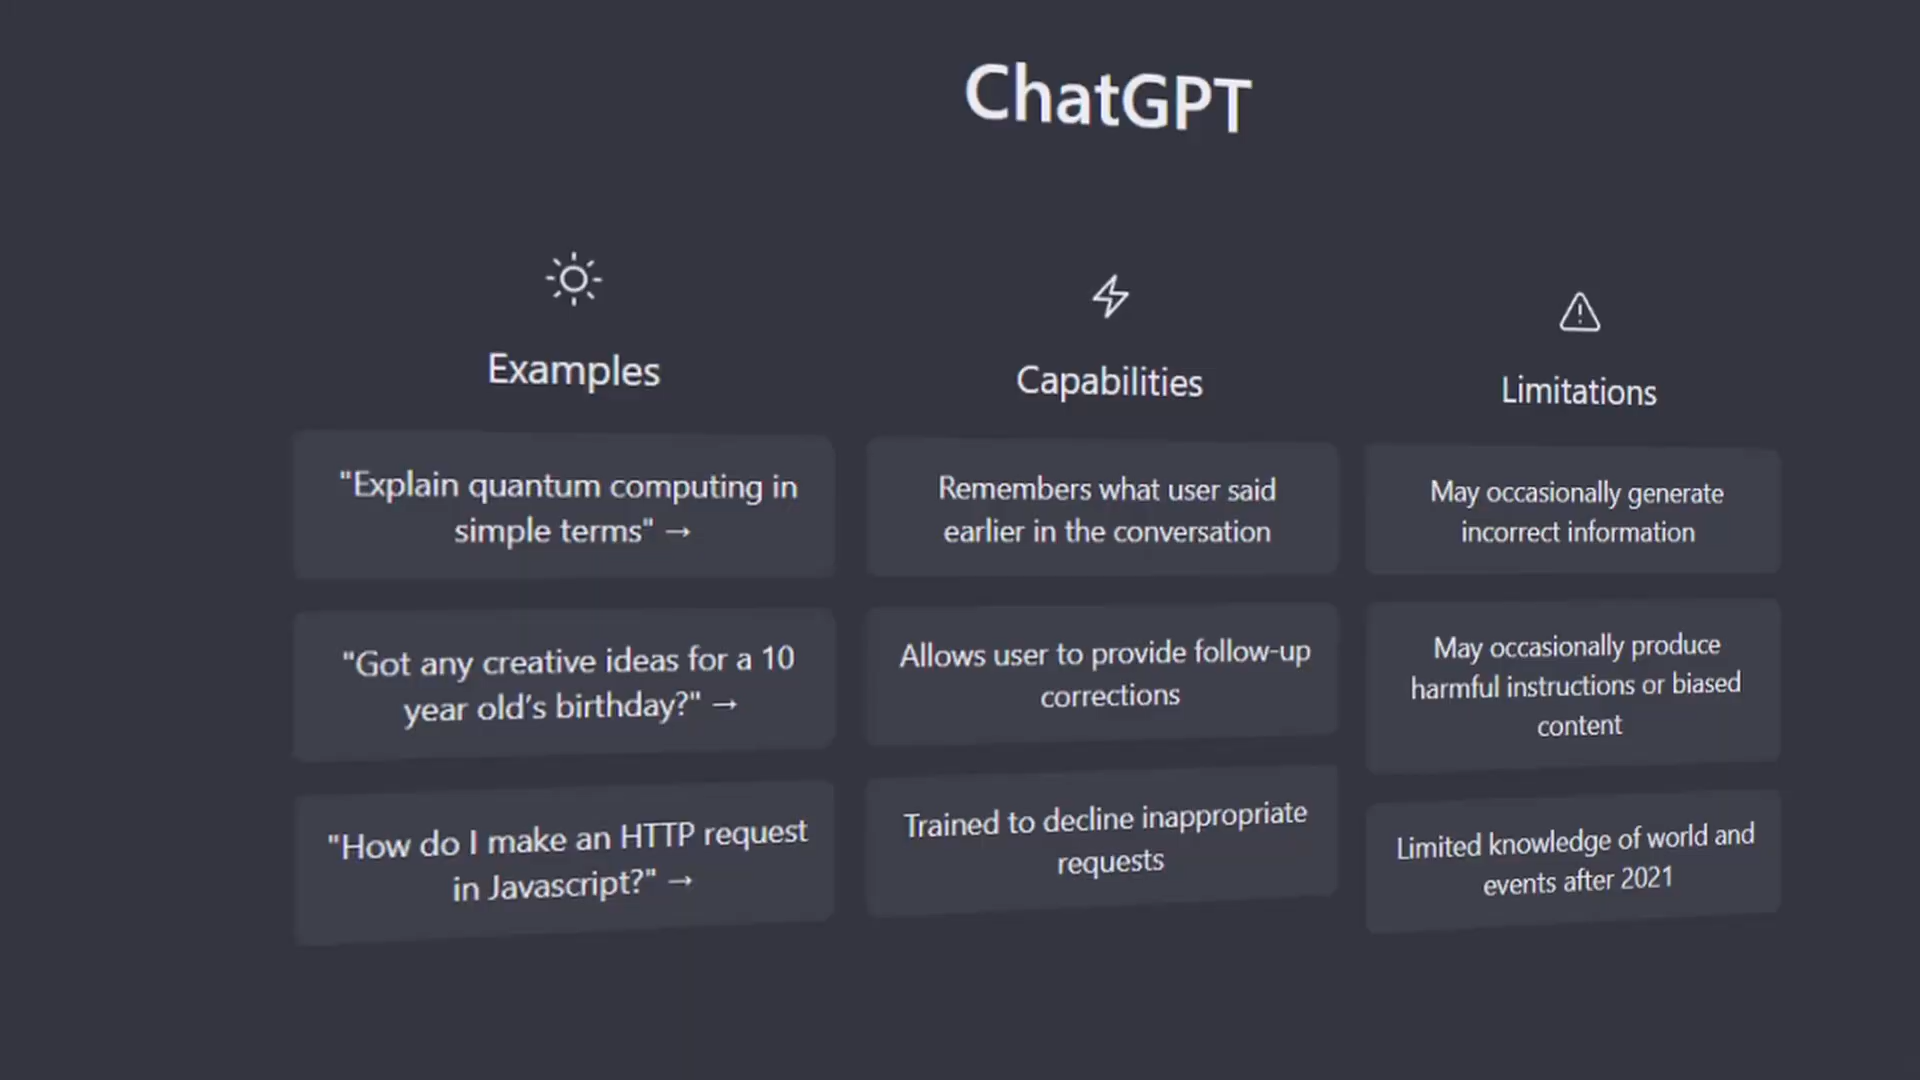 ChatGPT
Examples
"Explain quantum computing in
simple terms" →
"Got any creative ideas for a 10
year old’s birthday?" →
"How do I make an HTTP request
in Javascript?" →
Capabilities
Remembers what user said
earlier in the conversation
Allows user to provide follow-up
corrections
Trained to decline inappropriate
requests
Limitations
May occasionally generate
incorrect information
May occasionally produce
harmful instructions or biased
content
Limited knowledge of world and
events after 2021